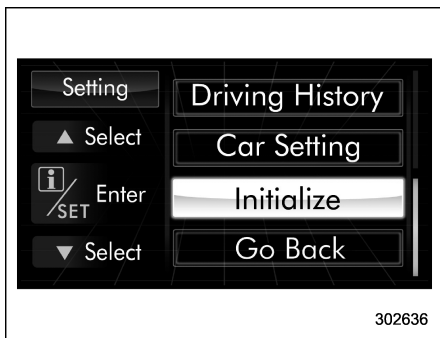 Setting
▲ Select
i/SET Enter
▼ Select
Driving History
Car Setting
Initialize
Go Back
302636